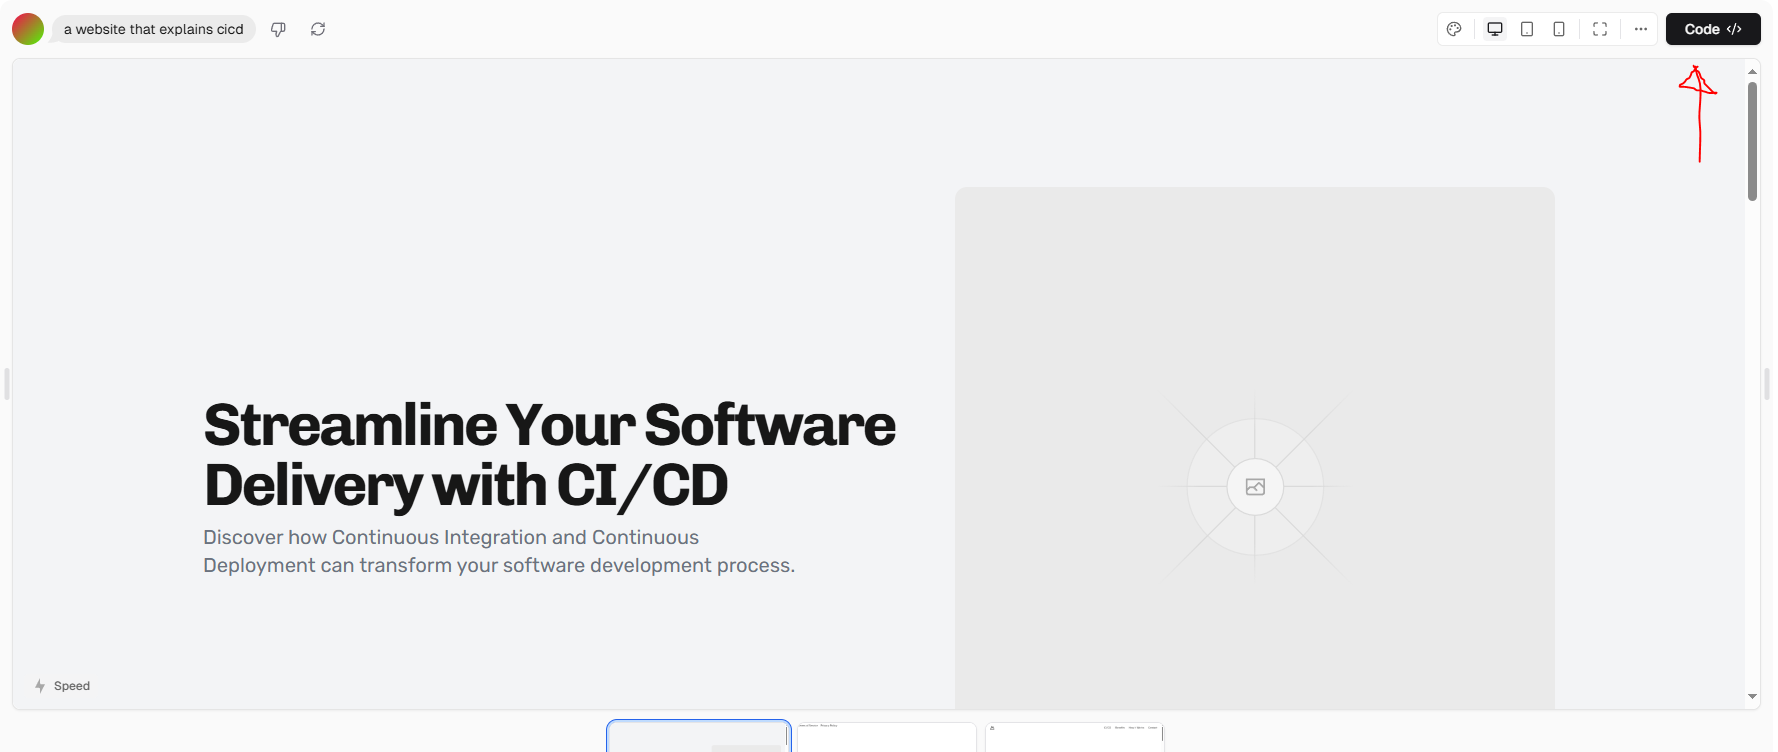 a website that explains cicd
Code </>
Streamline Your Software
Delivery with CI/CD
Discover how Continuous Integration and Continuous
Deployment can transform your software development process.
Speed